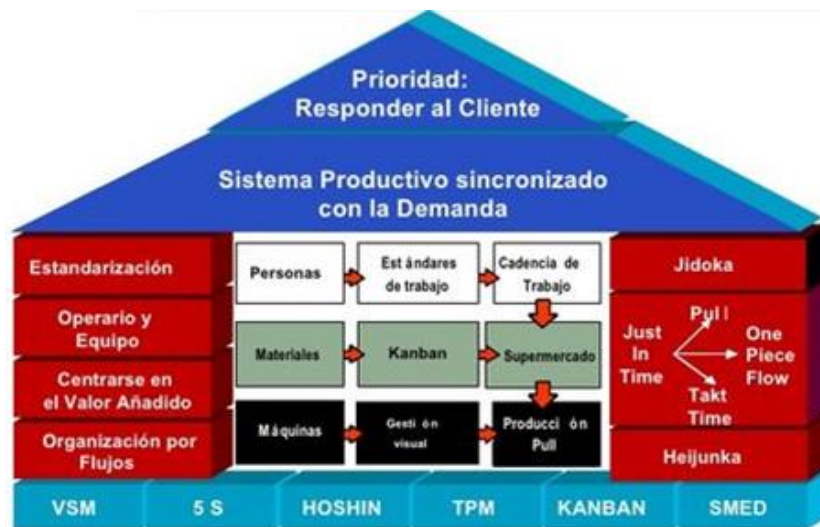 Prioridad:
Responder al Cliente
Sistema Productivo sincronizado
con la Demanda
Estandarización
Operario y
Equipo
Centrarse en
el Valor Añadido
Organización por
Flujos
Personas
Est ándares
de trabajo
Cadencia de
Trabajo
Materiales
Kanban
Supermercado
Máquinas
Gesti ón
visual
Producci ón
Pull
Jidoka
Just
In
Time
Pul l
One
Piece
Flow
Takt
Time
Heijunka
VSM
5 S
HOSHIN
TPM
KANBAN
SMED